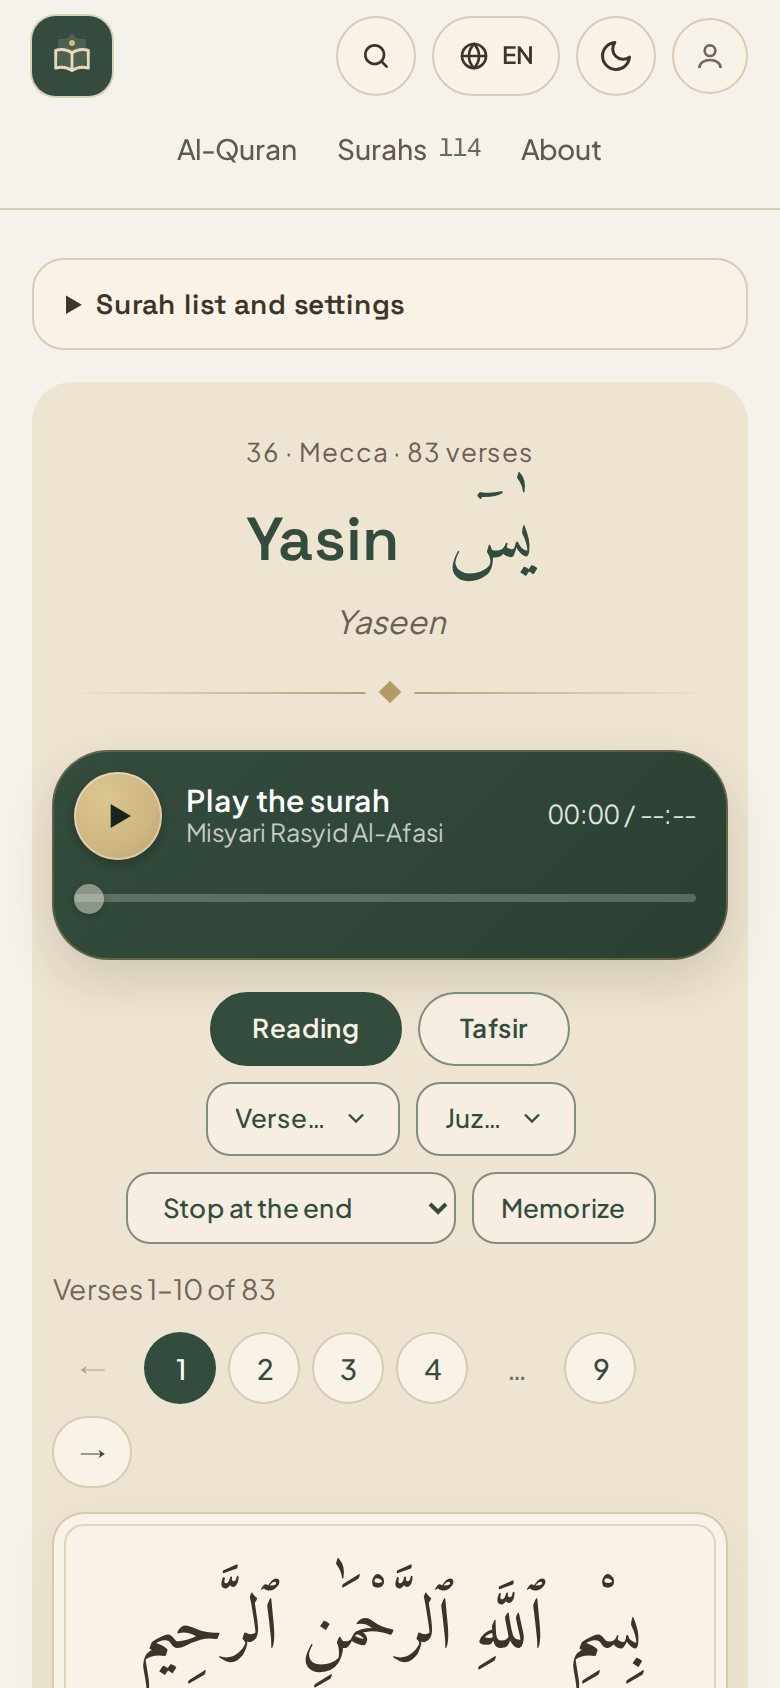 EN
Al-Quran Surahs 114 About
Surah list and settings
36 · Mecca · 83 verses
Yasin يٰسٓ
Yaseen
Play the surah
Misyari Rasyid Al-Afasi
00:00 / --:--
Reading Tafsir
Verse... Juz...
Stop at the end Memorize
Verses 1–10 of 83
← 1 2 3 4 … 9
→
بِسْمِ ٱللَّهِ ٱلرَّحْمَٰنِ ٱلرَّحِيمِ